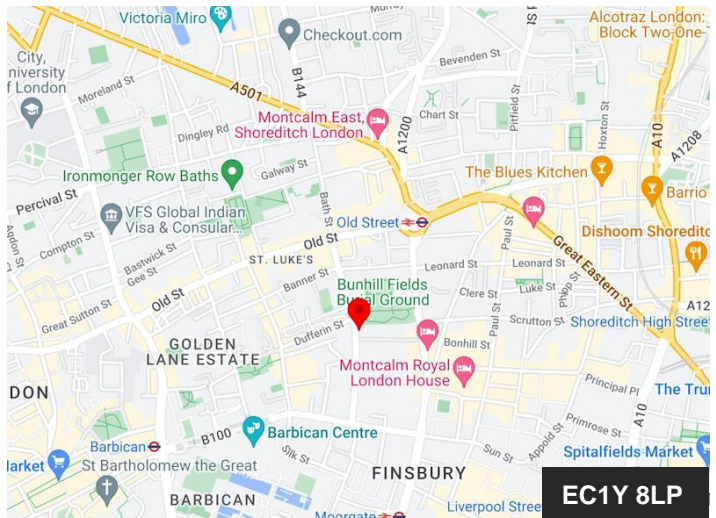 Victoria Miro
Checkout.com
Alcotraz London:
Block Two-One-
City,
niversity
f London
Moreland St
A501
B144
Bevenden St
Pitfield St
Hoxton St
A10
A1208
Montcalm East,
Shoreditch London
A1200
Chart St
Dingley Rd
Galway St
Ironmonger Row Baths
The Blues Kitchen
Barrio
Percival St
VFS Global Indian
Visa & Consular...
Bath St
Old Street
Paul St
Dishoom Shoredito
Compton St
Bastwick St
Gee St
Old St
ST. LUKE'S
Great Eastern St
Leonard St
Leonard St
Banner St
Bunhill Fields
Burial Ground
Clere St
Luke St
Great Sutton St
Old St
Dufferin St
Paul St
Scrutton St
A12
Shoreditch High Street
GOLDEN
LANE ESTATE
Bonhill St
Montcalm Royal
London House
DON
Principal Pl
The Tru
A10
B100
Barbican Centre
Primrose St
Barbican
Sun St
Appold St
Spitalfields Market
arket
St Bartholomew the Great
Silk St
FINSBURY
BARBICAN
Moorgate
Liverpool Street
EC1Y 8LP